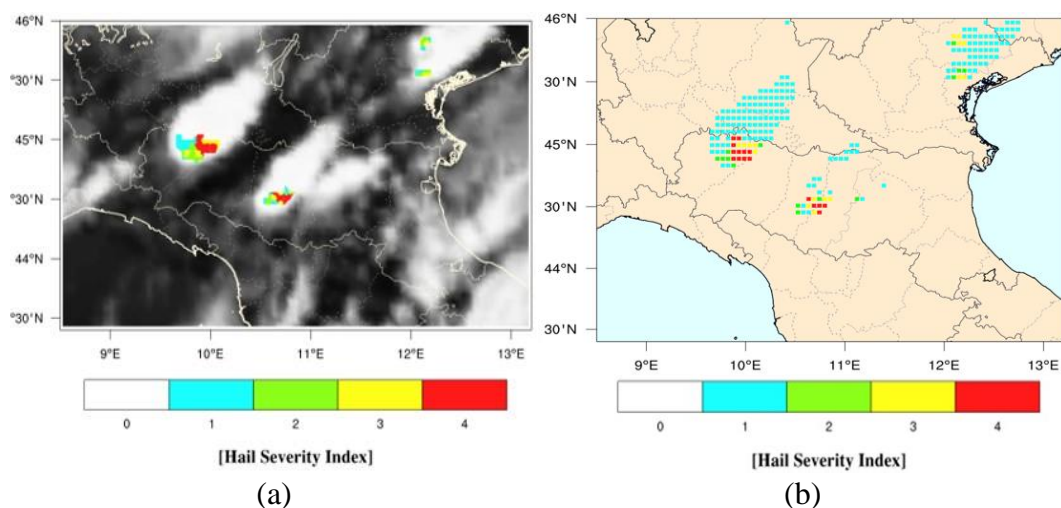 46°N
°30'N
45°N
°30'N
44°N
°30'N
9°E 10°E 11°E 12°E 13°E
0 1 2 3 4
[Hail Severity Index]
(a)
46°N
30'N
45°N
30'N
44°N
30'N
9°E 10°E 11°E 12°E 13°E
0 1 2 3 4
[Hail Severity Index]
(b)